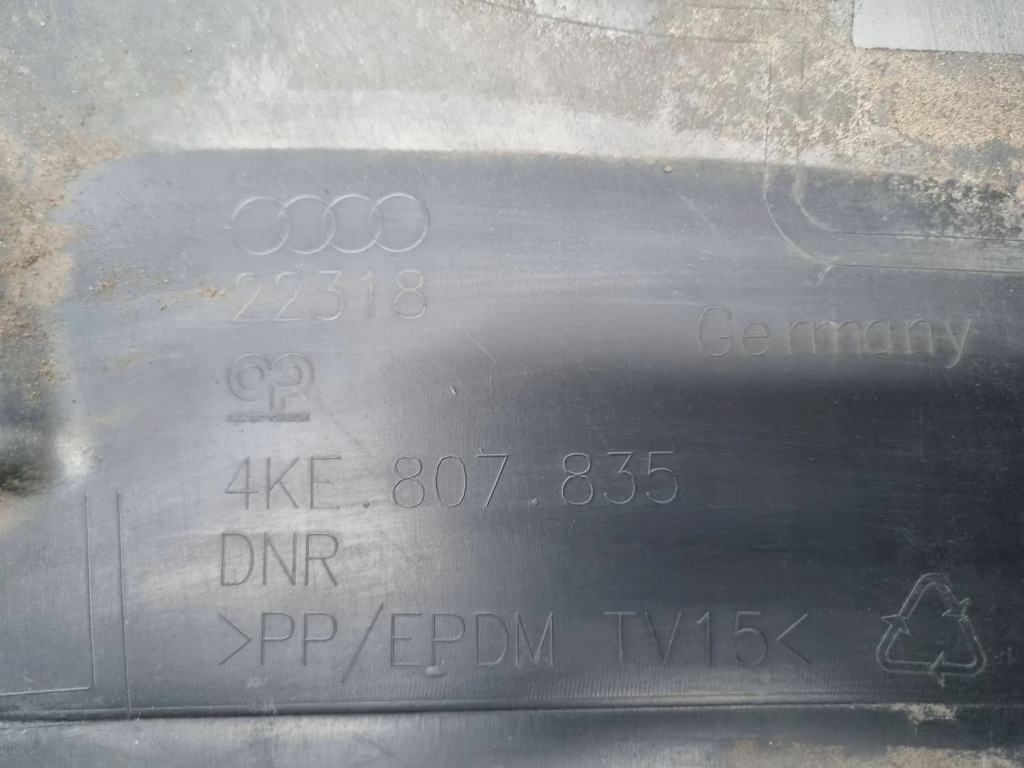 22318
Germany
4KE.807.835
DNR
>PP/EPDM TV15<